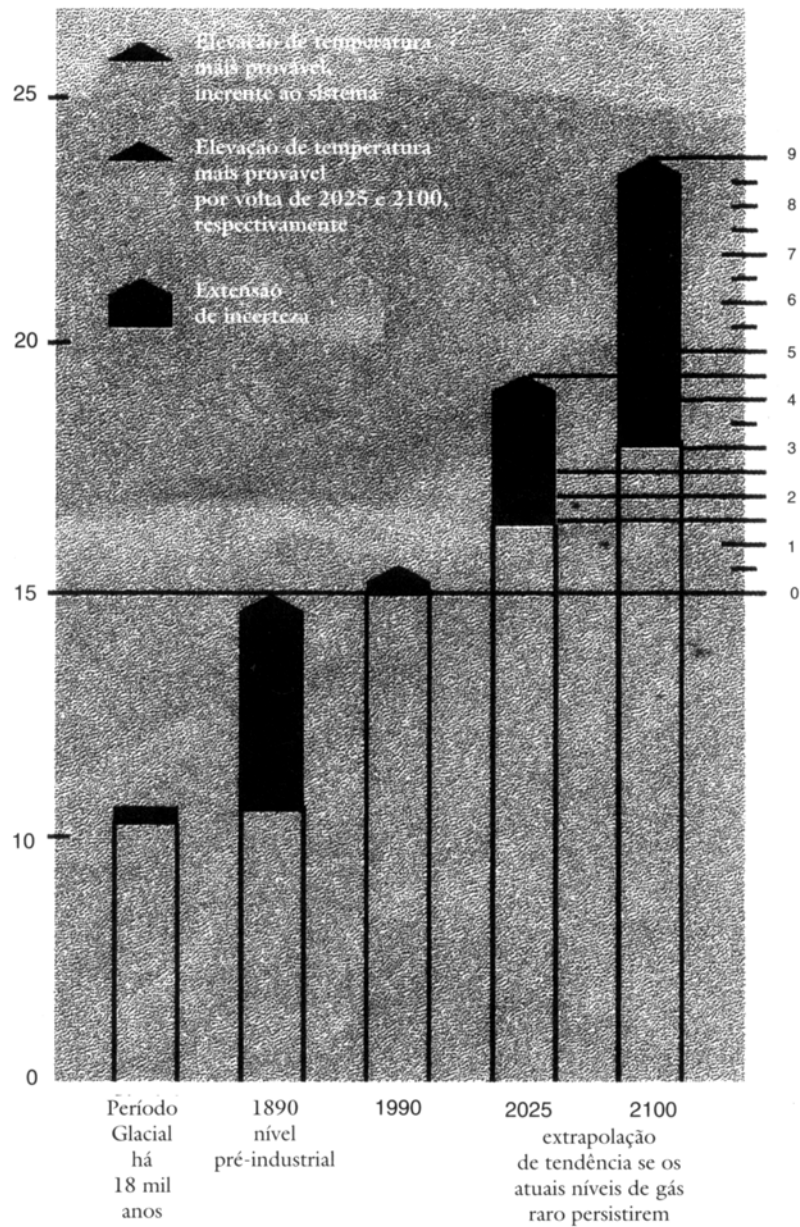 Elevação de temperatura
mais provável,
inerente ao sistema
Elevação de temperatura
mais provável
por volta de 2025 e 2100,
respectivamente
Extensão
de incerteza
25
20
15
10
0
9
8
7
6
5
4
3
2
1
0
Período
Glacial
há
18 mil
anos
1890
nível
pré-industrial
1990
2025
2100
extrapolação
de tendência se os
atuais níveis de gás
raro persistirem